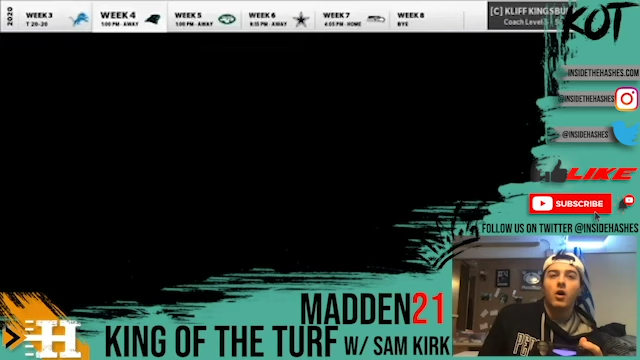 2020
WEEK 3
T 20-20
WEEK 4
1:00 PM - AWAY
WEEK 5
1:00 PM - AWAY
WEEK 6
8:15 PM - AWAY
WEEK 7
4:05 PM - HOME
WEEK 8
BYE
[C] KLIFF KINGSBU
Coach Level
KOT
INSIDETHEHASHES.COM
@INSIDEHASHES
@INSIDEHASHES
LIKE
SUBSCRIBE
FOLLOW US ON TWITTER @INSIDEHASHES
MADDEN21
KING OF THE TURF W/ SAM KIRK
H